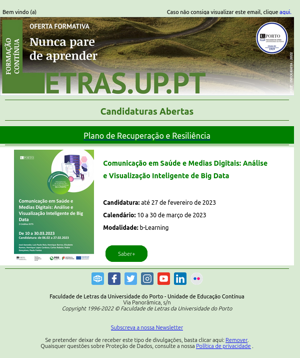 Bem vindo (a)
Caso não consiga visualizar este email, clique aqui.
FORMAÇÃO CONTÍNUA
OFERTA FORMATIVA
Nunca pare
de aprender
PORTO
LETRAS.UP.PT
Candidaturas Abertas
Plano de Recuperação e Resiliência
Comunicação em Saúde e Medias Digitais: Análise
e Visualização Inteligente de Big Data
Comunicação em Saúde e Medias
Digitais: Análise e Visualização
Inteligente de Big Data
Candidatura: até 27 de fevereiro de 2023
Calendário: 10 a 30 de março de 2023
Modalidade: b-Learning
Saber+
Faculdade de Letras da Universidade do Porto - Unidade de Educação Contínua
Via Panorâmica, s/n
Copyright 1996-2022 © Faculdade de Letras da Universidade do Porto
Subscreva a nossa Newsletter
Se pretender deixar de receber este tipo de divulgações, basta clicar aqui: Remover.
Quaisquer questões sobre Proteção de Dados, consulte a nossa Política de privacidade .